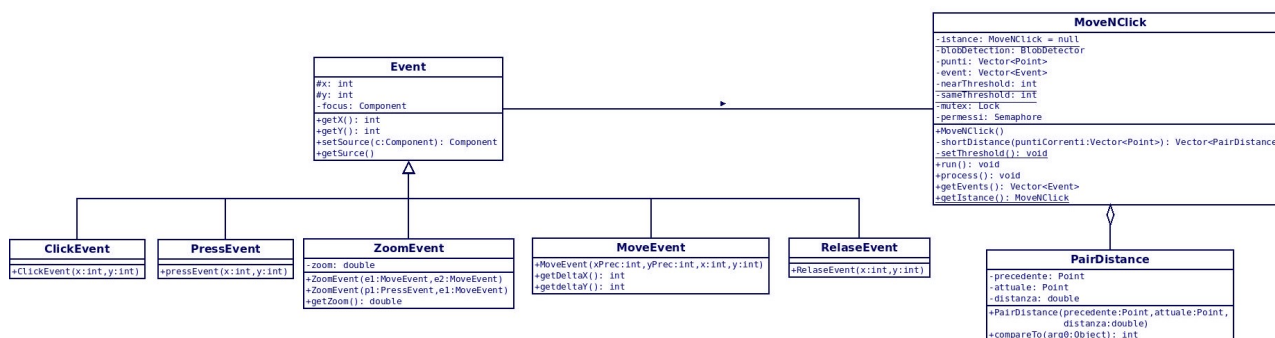 Event
#x: int
#y: int
-focus: Component
+getX(): int
+getY(): int
+setSource(c:Component): Component
+getSurce()
MoveNClick
-istance: MoveNClick = null
-blobDetection: BlobDetector
-punti: Vector<Point>
-event: Vector<Event>
-nearThreshold: int
-sameThreshold: int
-mutex: Lock
-permessi: Semaphore
+MoveNClick()
-shortDistance(puntiCorrenti:Vector<Point>): Vector<PairDistance
-setThreshold(): void
+run(): void
+process(): void
+getEvents(): Vector<Event>
+getIstance(): MoveNClick
ClickEvent
+ClickEvent(x:int,y:int)
PressEvent
+pressEvent(x:int,y:int)
ZoomEvent
-zoom: double
+ZoomEvent(e1:MoveEvent,e2:MoveEvent)
+ZoomEvent(p1:PressEvent,e1:MoveEvent)
+getZoom(): double
MoveEvent
+MoveEvent(xPrec:int,yPrec:int,x:int,y:int)
+getDeltaX(): int
+getdeltaY(): int
RelaseEvent
+RelaseEvent(x:int,y:int)
PairDistance
-precedente: Point
-attuale: Point
-distanza: double
+PairDistance(precedente:Point,attuale:Point,
distanza:double)
+compareTo(arg0:Object): int